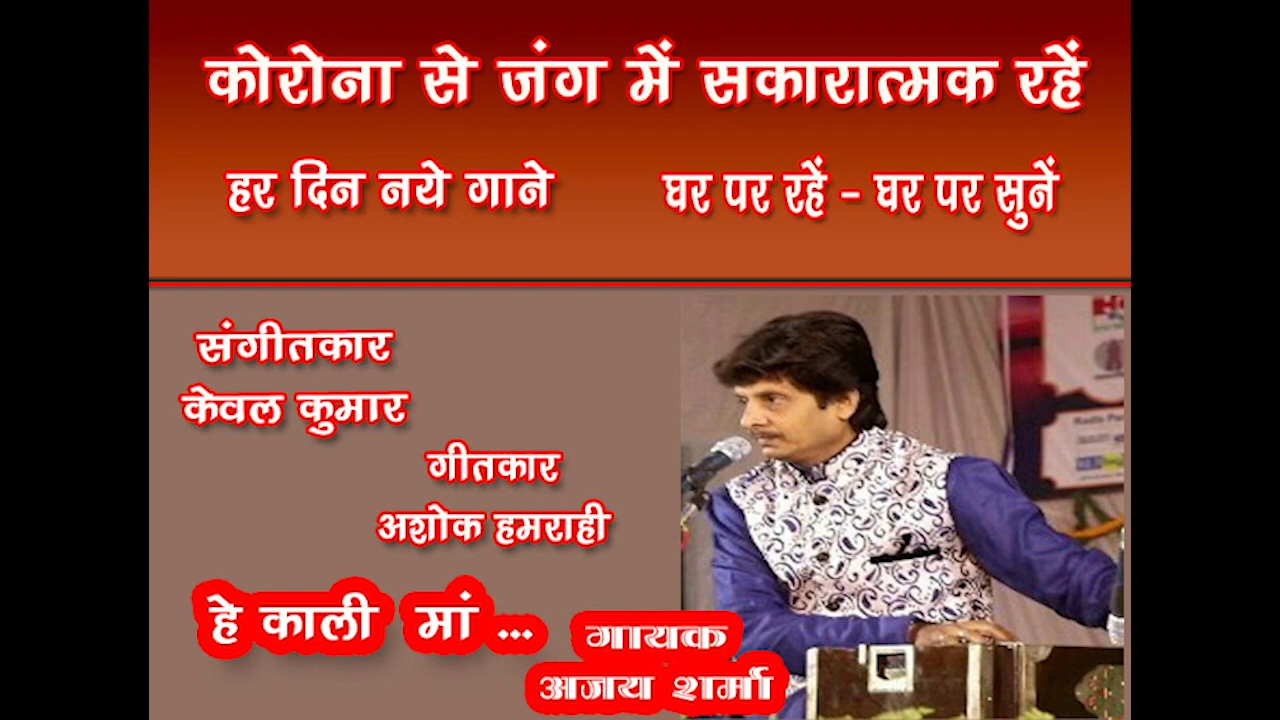 कोरोना से जंग में सकारात्मक रहें
हर दिन नये गाने
घर पर रहें - घर पर सुनें
संगीतकार
केवल कुमार
गीतकार
अशोक हमराही
हे काली मां ...
गायक
अजय शर्मा